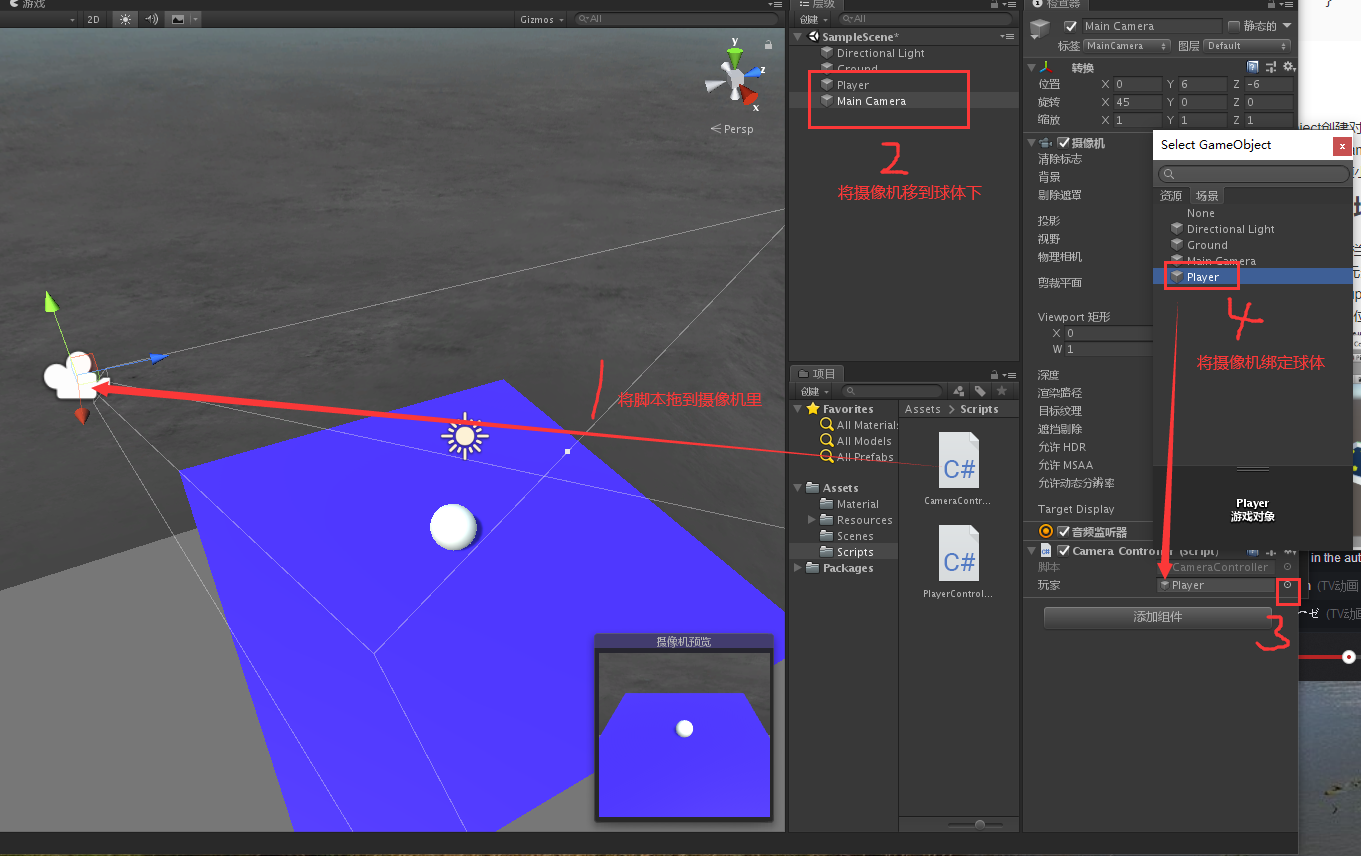 游戏
2D
Gizmos
All
y
z
x
Persp
1
将脚本拖到摄像机里
摄像机预览
层级
创建
All
SampleScene*
Directional Light
Ground
Player
Main Camera
2
将摄像机移到球体下
项目
创建
Favorites
All Materials
All Models
All Prefabs
Assets
Material
Resources
Scenes
Scripts
Packages
Assets
Scripts
C#
CameraContr...
C#
PlayerControl...
检查器
Main Camera
静态的
标签 MainCamera 图层 Default
转换
位置 X 0 Y 6 Z -6
旋转 X 45 Y 0 Z 0
缩放 X 1 Y 1 Z 1
摄像机
清除标志
背景
剔除遮罩
投影
视野
物理相机
剪裁平面
Viewport 矩形
X 0
W 1
深度
渲染路径
目标纹理
遮挡剔除
允许 HDR
允许 MSAA
允许动态分辨率
Target Display
音频监听器
Camera Controller (Script)
脚本 CameraController
玩家 Player
添加组件
3
Select GameObject
x
资源 场景
None
Directional Light
Ground
Main Camera
Player
4
将摄像机绑定球体
Player
游戏对象
ject创建对
in the aut
(TV动画
ーゼ (TV动画